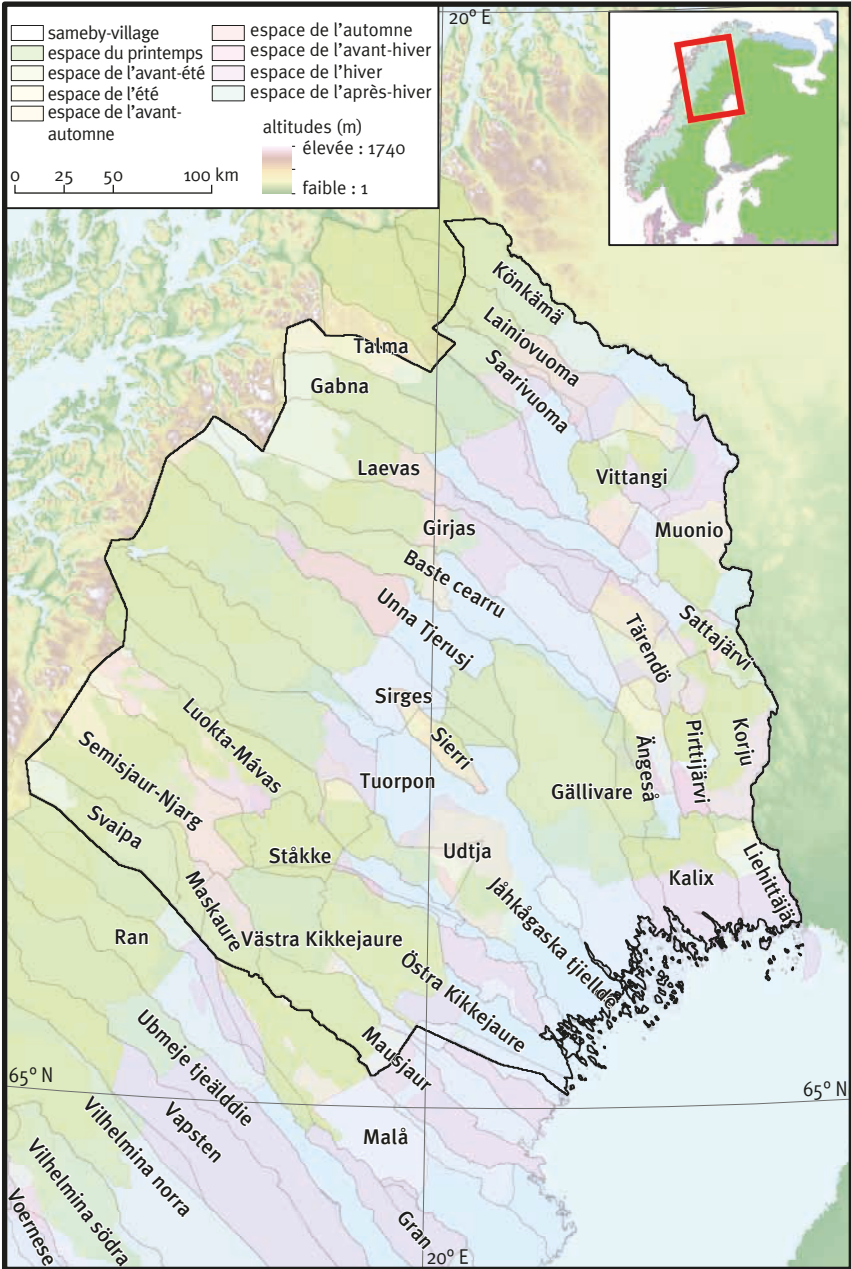 sameby-village
espace du printemps
espace de l'avant-été
espace de l'été
espace de l'avant-
automne
espace de l'automne
espace de l'avant-hiver
espace de l'hiver
espace de l'après-hiver
altitudes (m)
élevée : 1740
faible : 1
0 25 50 100 km
20° E
Könkämä
Lainiovuoma
Saarivuoma
Talma
Gabna
Laevas
Vittangi
Girjas
Muonio
Baste cearru
Unna Tjerusj
Sattajärvi
Tärendö
Sirges
Sierri
Luokta-Mávas
Semisjaur-Njarg
Tuorpon
Gällivare
Ängeså
Pirttijärvi
Korju
Svaipa
Ståkke
Udtja
Kalix
Liehittäjä
Maskaure
Jåhkågaska tjiellde
Ran
Västra Kikkejaure
Östra Kikkejaure
Ubmeje tjeälddie
Mausjaur
65° N
65° N
Vapsten
Malå
Vilhelmina norra
Vilhelmina södra
Voernese
Gran
20° E